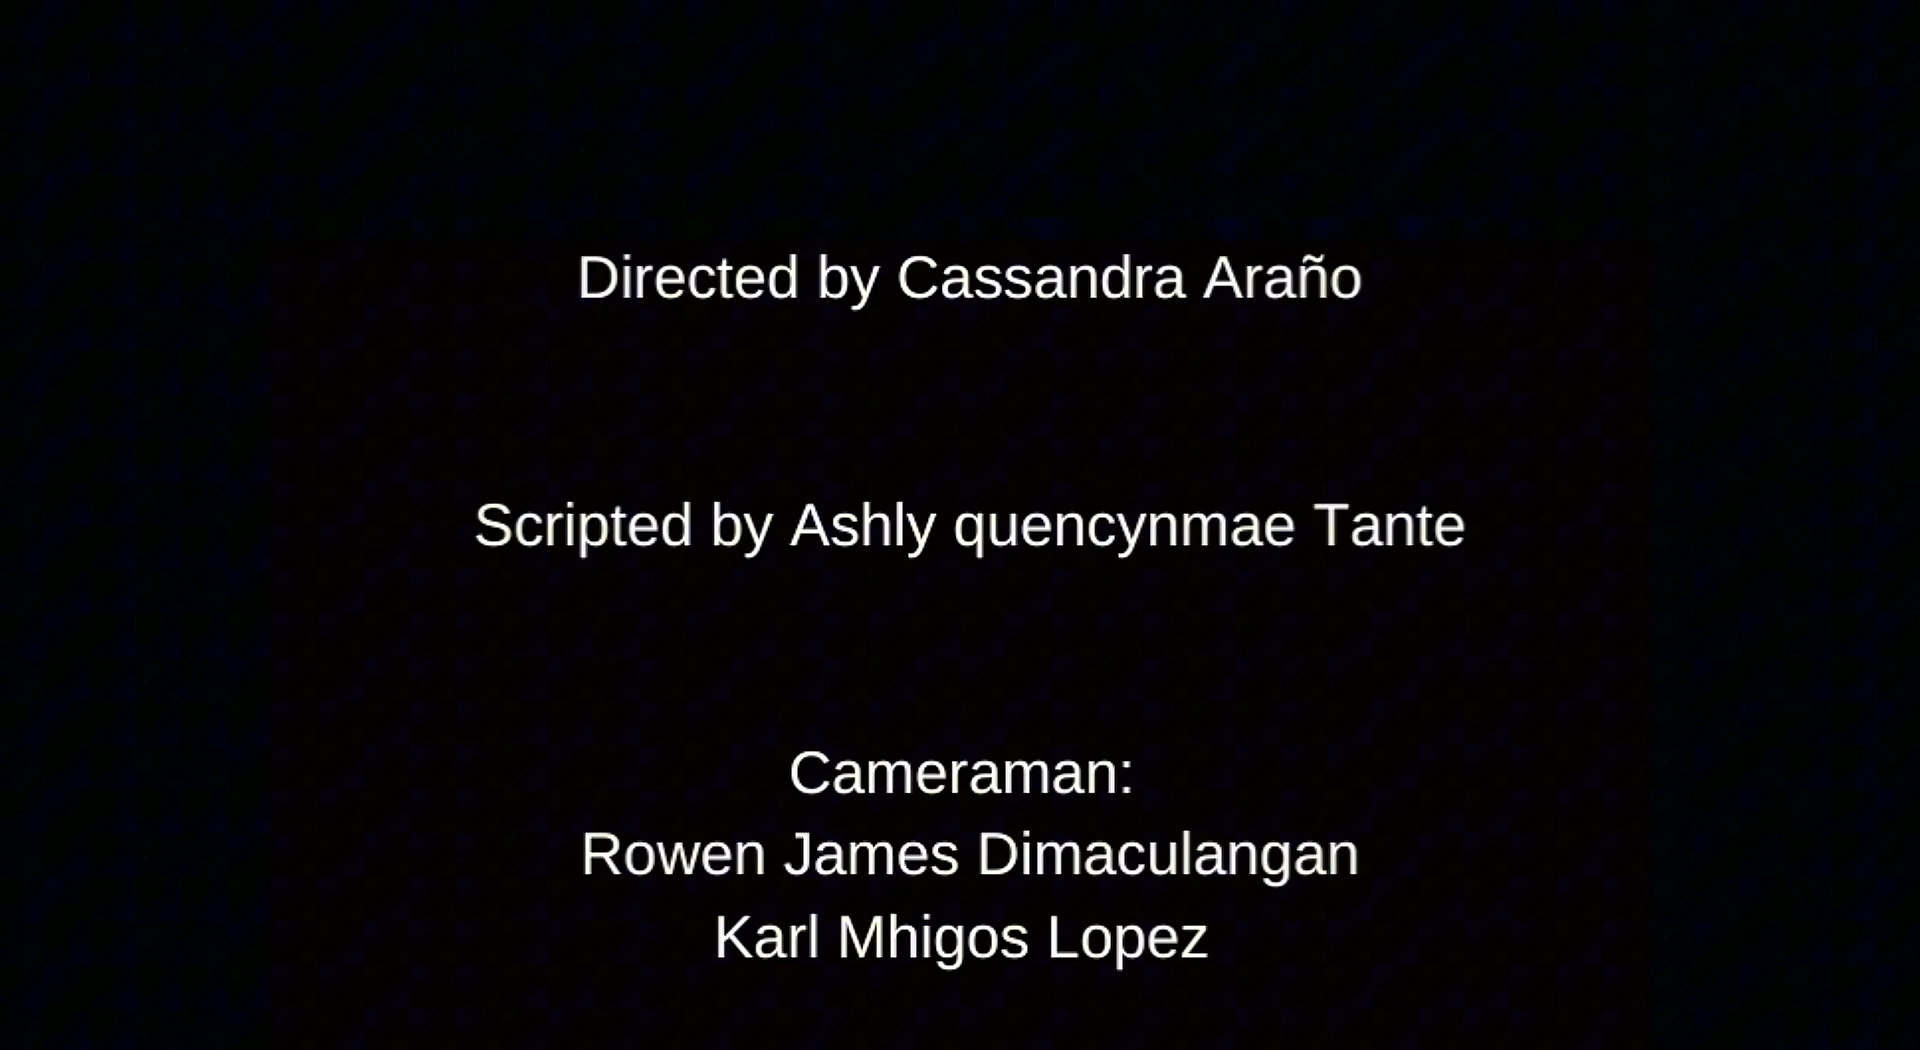 Directed by Cassandra Araño
Scripted by Ashly quencynmae Tante
Cameraman:
Rowen James Dimaculangan
Karl Mhigos Lopez